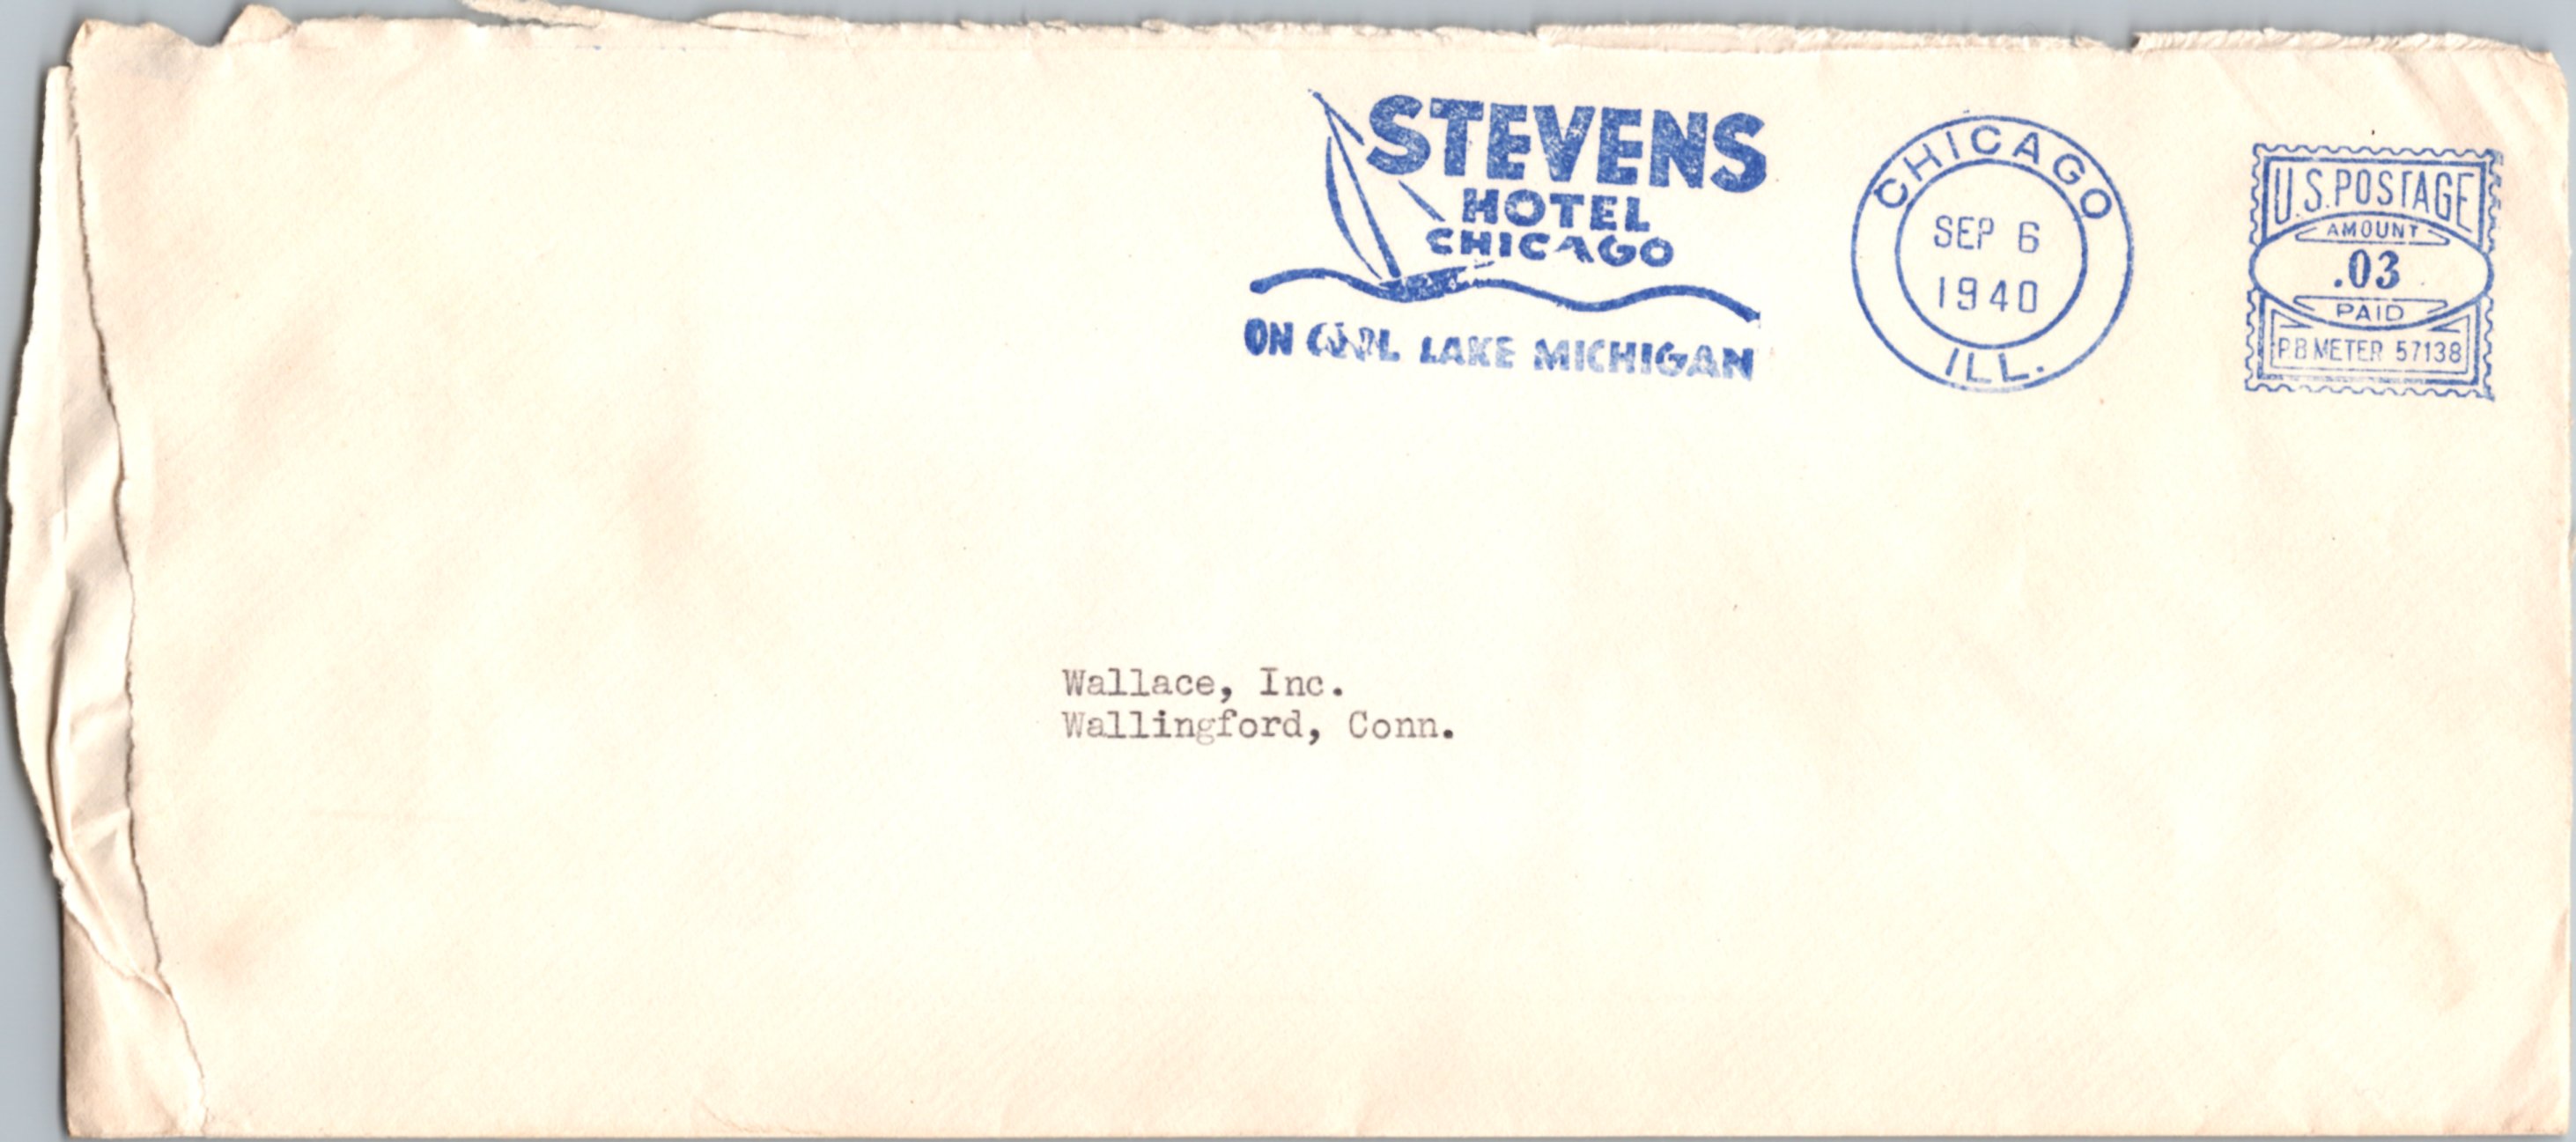 STEVENS
HOTEL
CHICAGO
ON COOL LAKE MICHIGAN
CHICAGO
SEP 6
1940
ILL.
U.S. POSTAGE
AMOUNT
.03
PAID
P.B. METER 57138
Wallace, Inc.
Wallingford, Conn.